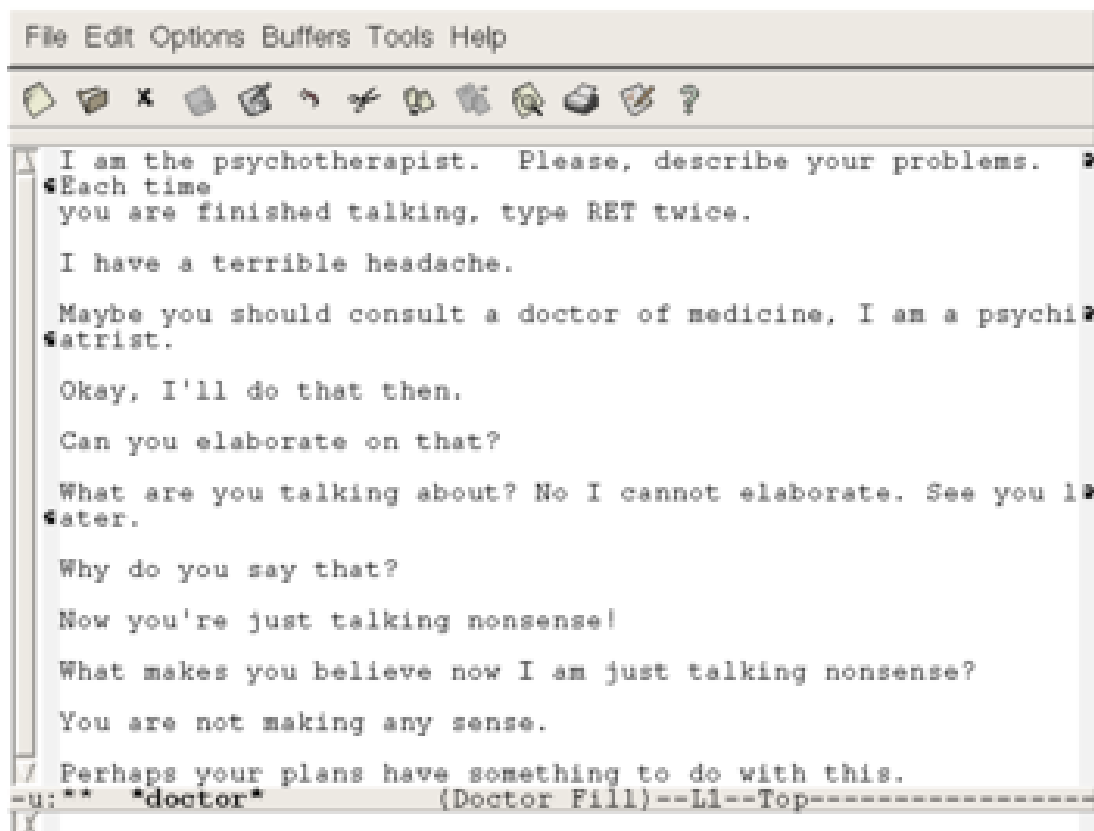 File Edit Options Buffers Tools Help
I am the psychotherapist.  Please, describe your problems.
Each time
you are finished talking, type RET twice.
I have a terrible headache.
Maybe you should consult a doctor of medicine, I am a psychi
atrist.
Okay, I'll do that then.
Can you elaborate on that?
What are you talking about? No I cannot elaborate. See you l
ater.
Why do you say that?
Now you're just talking nonsense!
What makes you believe now I am just talking nonsense?
You are not making any sense.
Perhaps your plans have something to do with this.
-u:**  *doctor*          (Doctor Fill)--L1--Top-----------------